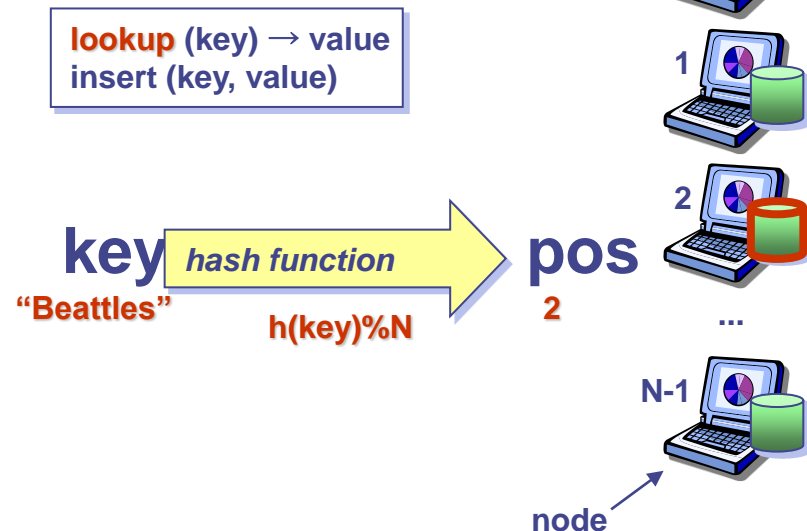 lookup (key) → value
insert (key, value)
1
2
key hash function pos
“Beattles” h(key)%N 2
...
N-1
node